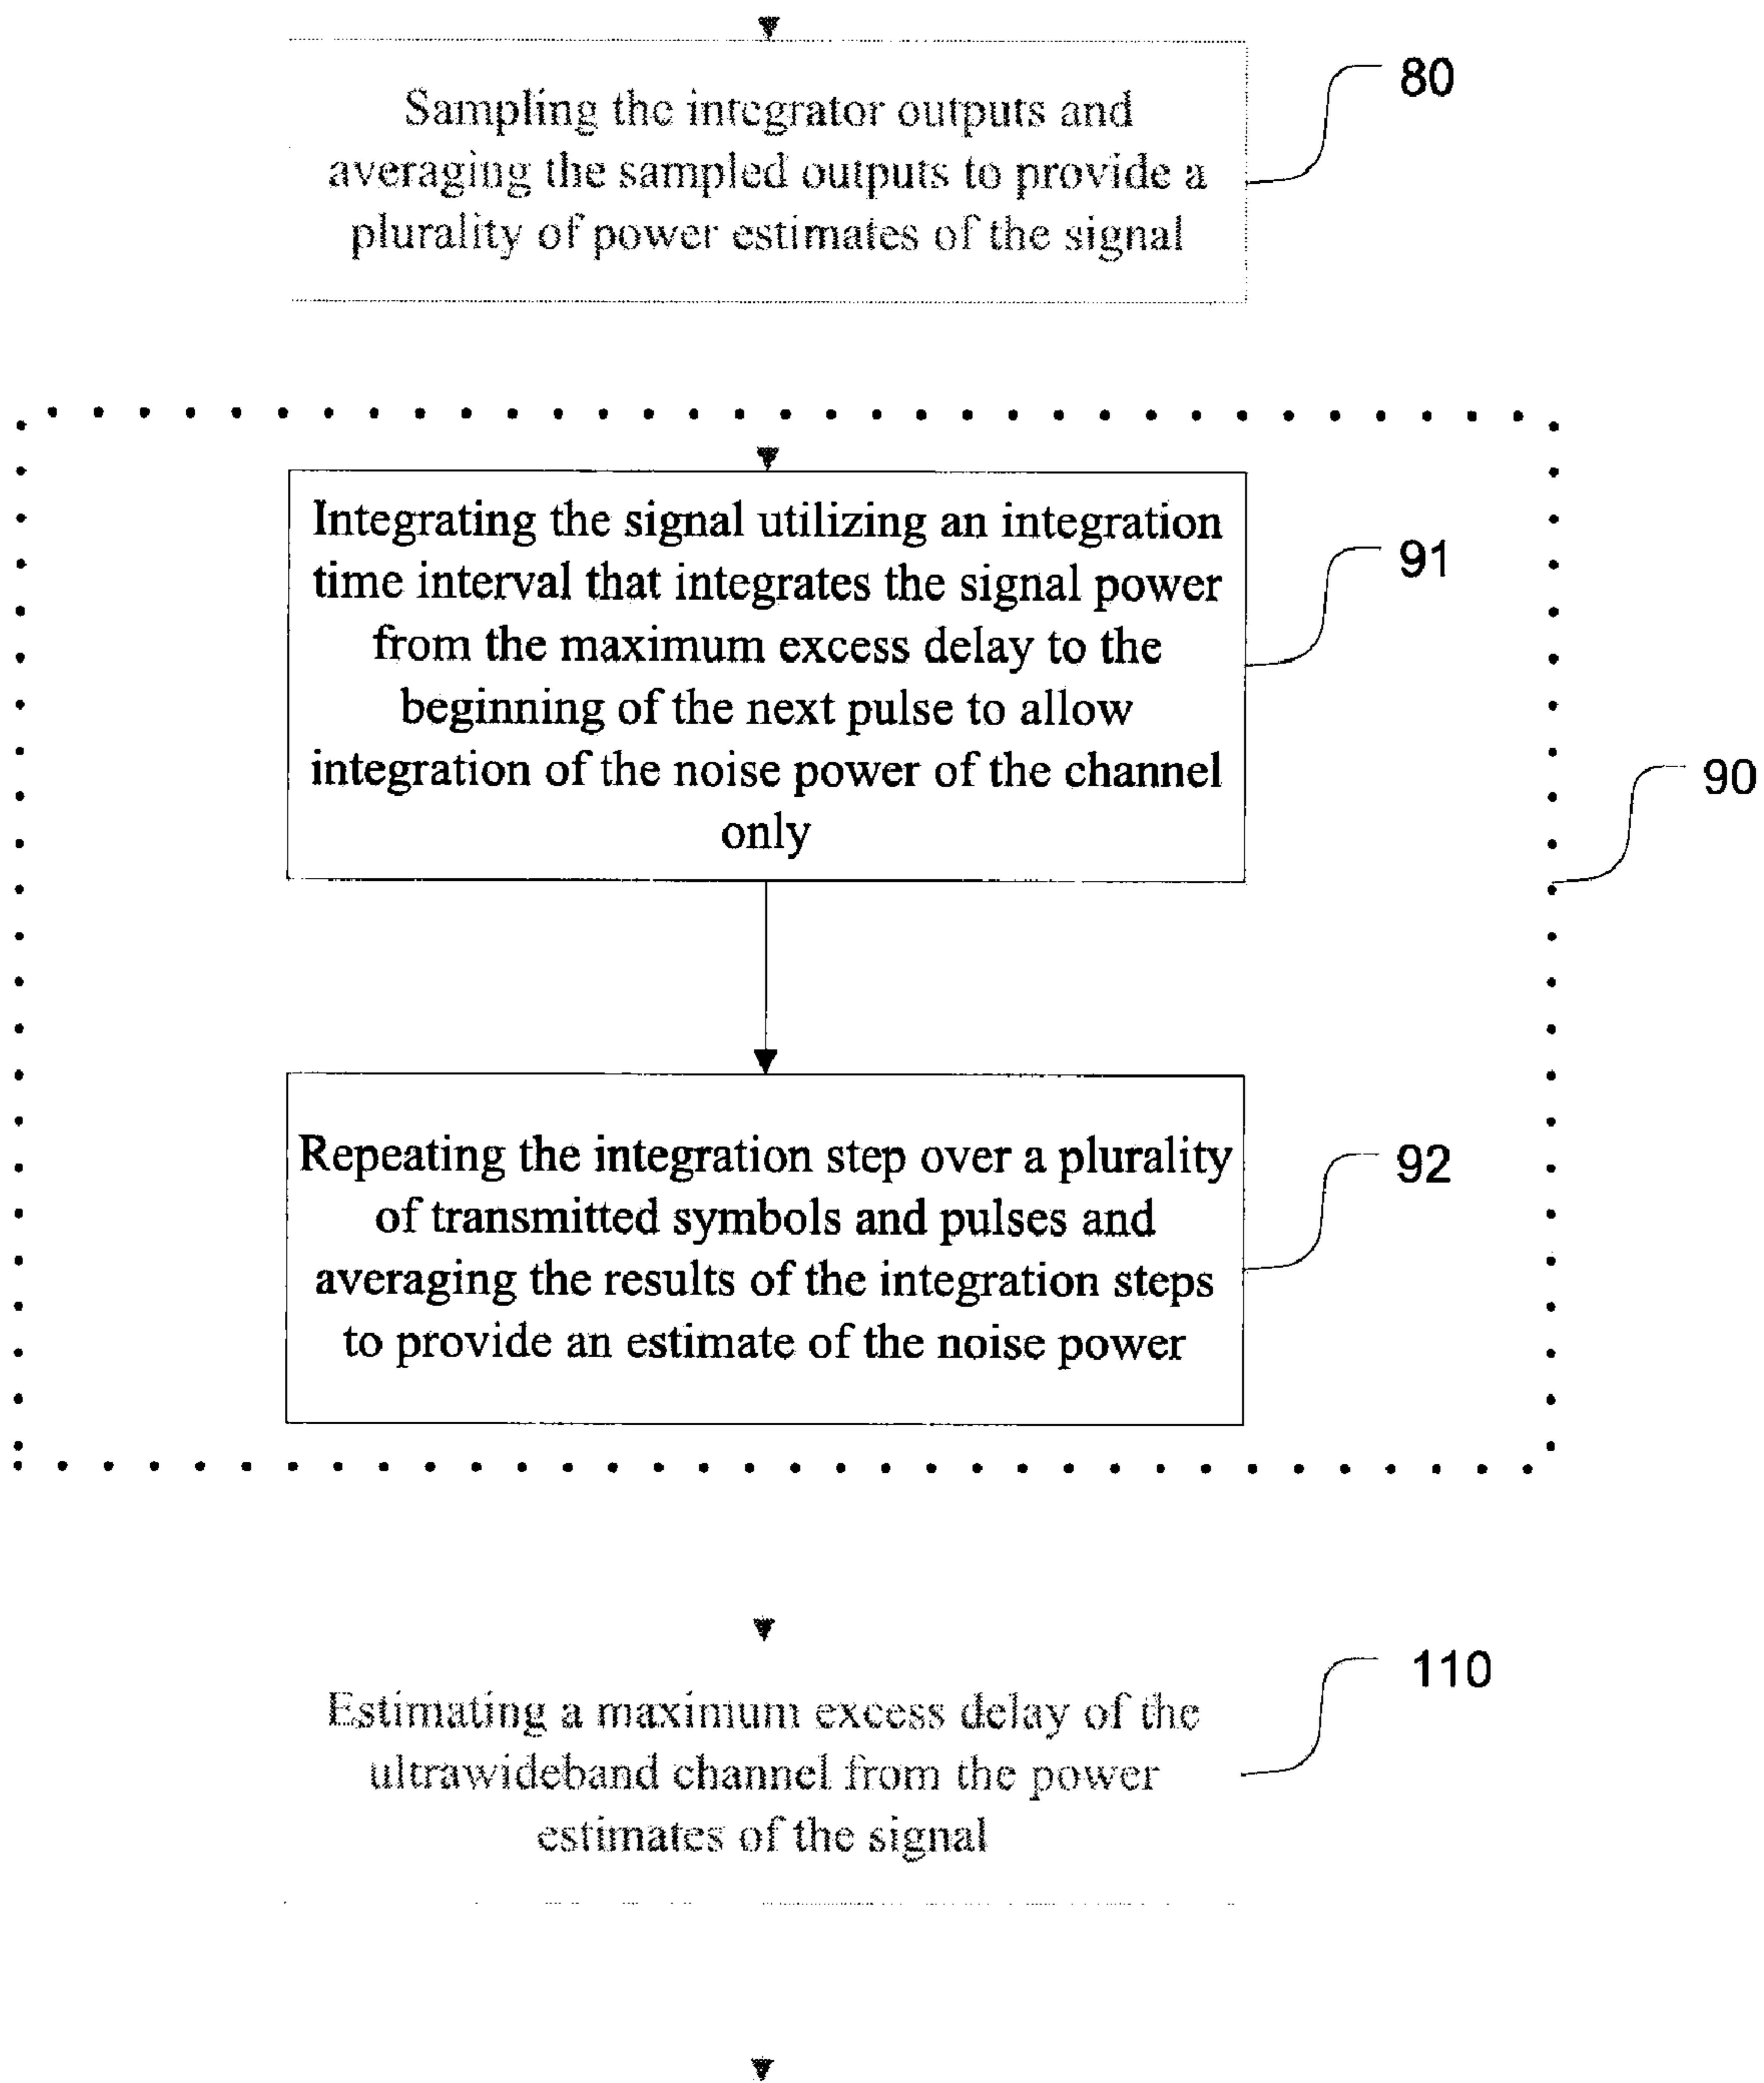 Sampling the integrator outputs and
averaging the sampled outputs to provide a
plurality of power estimates of the signal
80
Integrating the signal utilizing an integration
time interval that integrates the signal power
from the maximum excess delay to the
beginning of the next pulse to allow
integration of the noise power of the channel
only
91
90
Repeating the integration step over a plurality
of transmitted symbols and pulses and
averaging the results of the integration steps
to provide an estimate of the noise power
92
Estimating a maximum excess delay of the
ultrawideband channel from the power
estimates of the signal
110